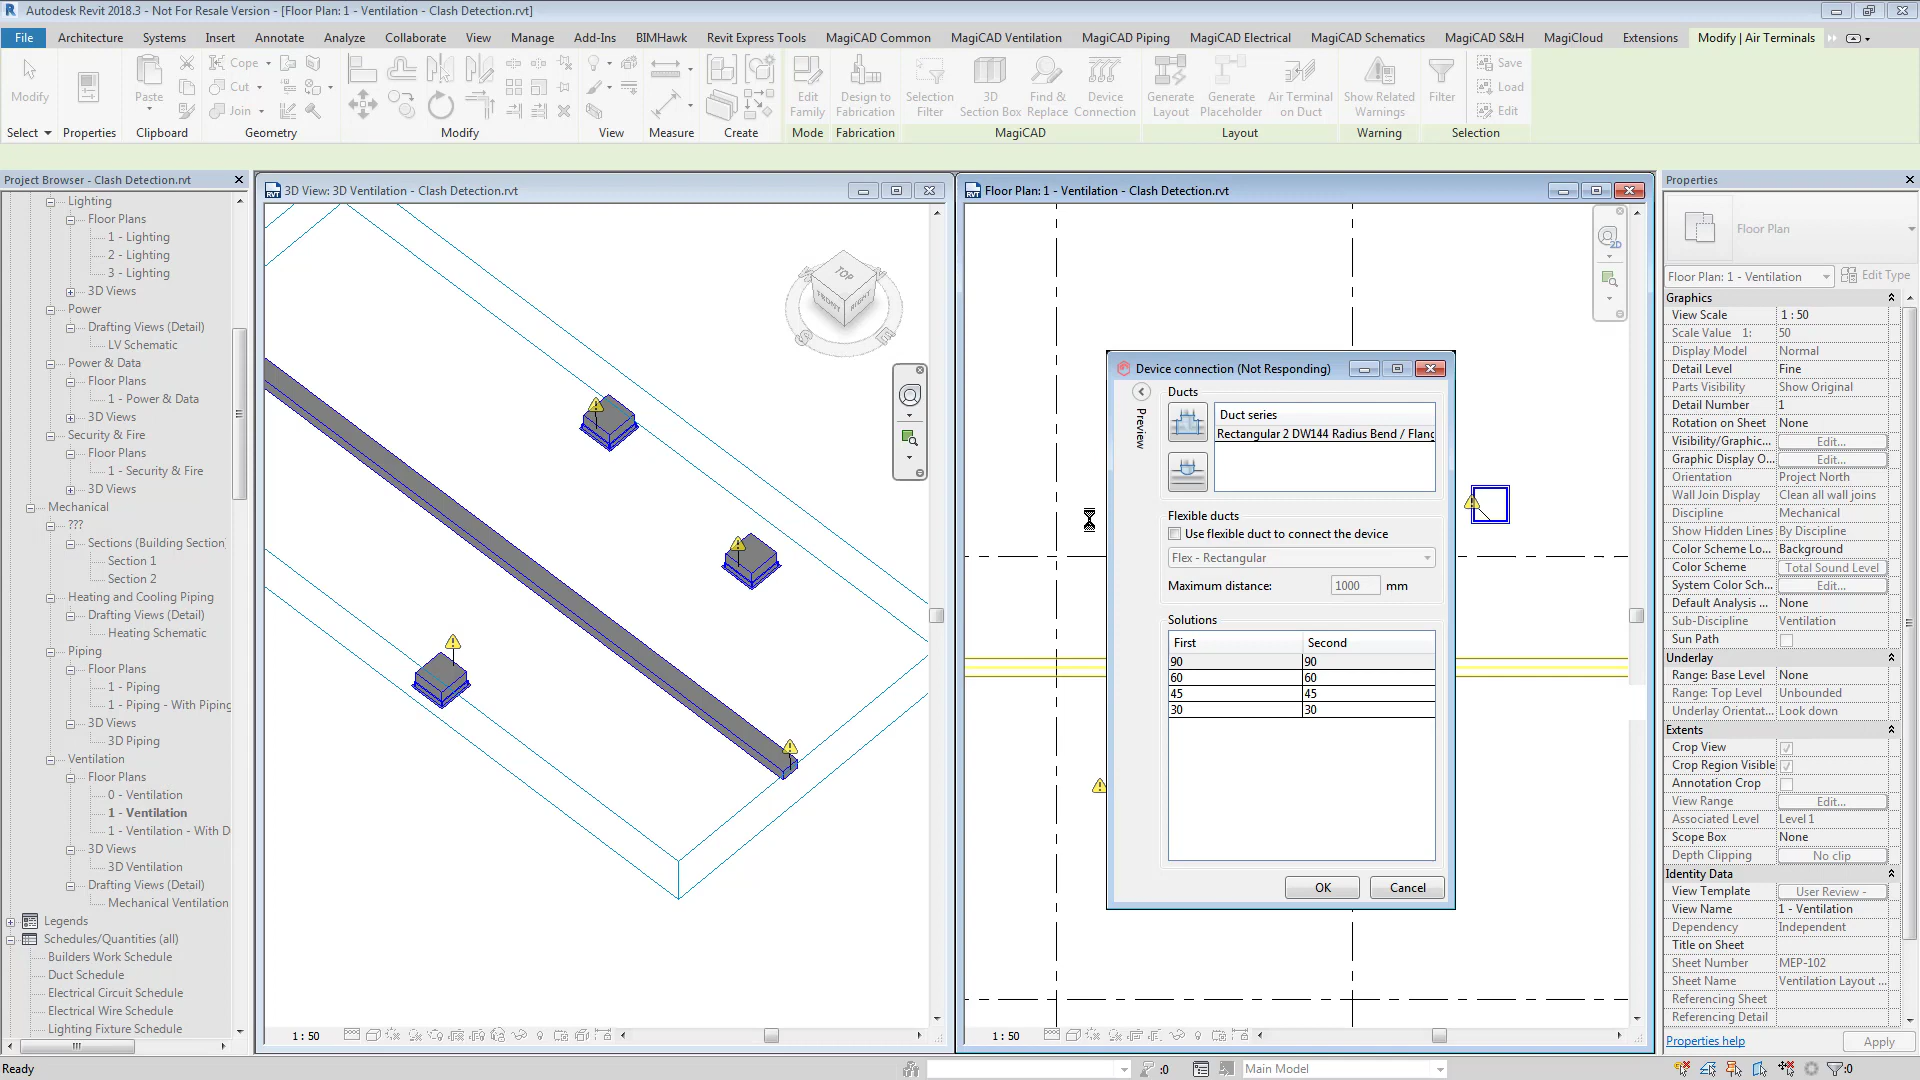 Autodesk Revit 2018.3 - Not For Resale Version - [Floor Plan: 1 - Ventilation - Clash Detection.rvt]
File Architecture Systems Insert Annotate Analyze Collaborate View Manage Add-Ins BIMHawk Revit Express Tools MagiCAD Common MagiCAD Ventilation MagiCAD Piping MagiCAD Electrical MagiCAD Schematics MagiCAD S&H MagiCloud Extensions Modify | Air Terminals
Cope
Save
Cut
Load
Join
Edit
Modify
Paste
Edit Family
Design to Fabrication
Selection Filter
3D Section Box
Find & Replace
Device Connection
Generate Layout
Generate Placeholder
Air Terminal on Duct
Show Related Warnings
Filter
Select Properties Clipboard Geometry Modify View Measure Create Mode Fabrication MagiCAD Layout Warning Selection
Project Browser - Clash Detection.rvt
Lighting
Floor Plans
1 - Lighting
2 - Lighting
3 - Lighting
3D Views
Power
Drafting Views (Detail)
LV Schematic
Power & Data
Floor Plans
1 - Power & Data
3D Views
Security & Fire
Floor Plans
1 - Security & Fire
3D Views
Mechanical
???
Sections (Building Section)
Section 1
Section 2
Heating and Cooling Piping
Drafting Views (Detail)
Heating Schematic
Piping
Floor Plans
1 - Piping
1 - Piping - With Piping
3D Views
3D Piping
Ventilation
Floor Plans
0 - Ventilation
1 - Ventilation
1 - Ventilation - With D
3D Views
3D Ventilation
Drafting Views (Detail)
Mechanical Ventilation
Legends
Schedules/Quantities (all)
Builders Work Schedule
Duct Schedule
Electrical Circuit Schedule
Electrical Wire Schedule
Lighting Fixture Schedule
3D View: 3D Ventilation - Clash Detection.rvt
TOP
FRONT
RIGHT
S
E
1 : 50
Floor Plan: 1 - Ventilation - Clash Detection.rvt
2D
Device connection (Not Responding)
Preview
Ducts
Duct series
Rectangular 2 DW144 Radius Bend / Flang
Flexible ducts
Use flexible duct to connect the device
Flex - Rectangular
Maximum distance: 1000 mm
Solutions
First Second
90 90
60 60
45 45
30 30
OK Cancel
1 : 50
Properties
Floor Plan
Floor Plan: 1 - Ventilation Edit Type
Graphics
View Scale 1 : 50
Scale Value 1: 50
Display Model Normal
Detail Level Fine
Parts Visibility Show Original
Detail Number 1
Rotation on Sheet None
Visibility/Graphic... Edit...
Graphic Display O... Edit...
Orientation Project North
Wall Join Display Clean all wall joins
Discipline Mechanical
Show Hidden Lines By Discipline
Color Scheme Lo... Background
Color Scheme Total Sound Level
System Color Sch... Edit...
Default Analysis ... None
Sub-Discipline Ventilation
Sun Path
Underlay
Range: Base Level None
Range: Top Level Unbounded
Underlay Orientat... Look down
Extents
Crop View
Crop Region Visible
Annotation Crop
View Range Edit...
Associated Level Level 1
Scope Box None
Depth Clipping No clip
Identity Data
View Template User Review -
View Name 1 - Ventilation
Dependency Independent
Title on Sheet
Sheet Number MEP-102
Sheet Name Ventilation Layout ...
Referencing Sheet
Referencing Detail
Properties help Apply
Ready :0 Main Model :0